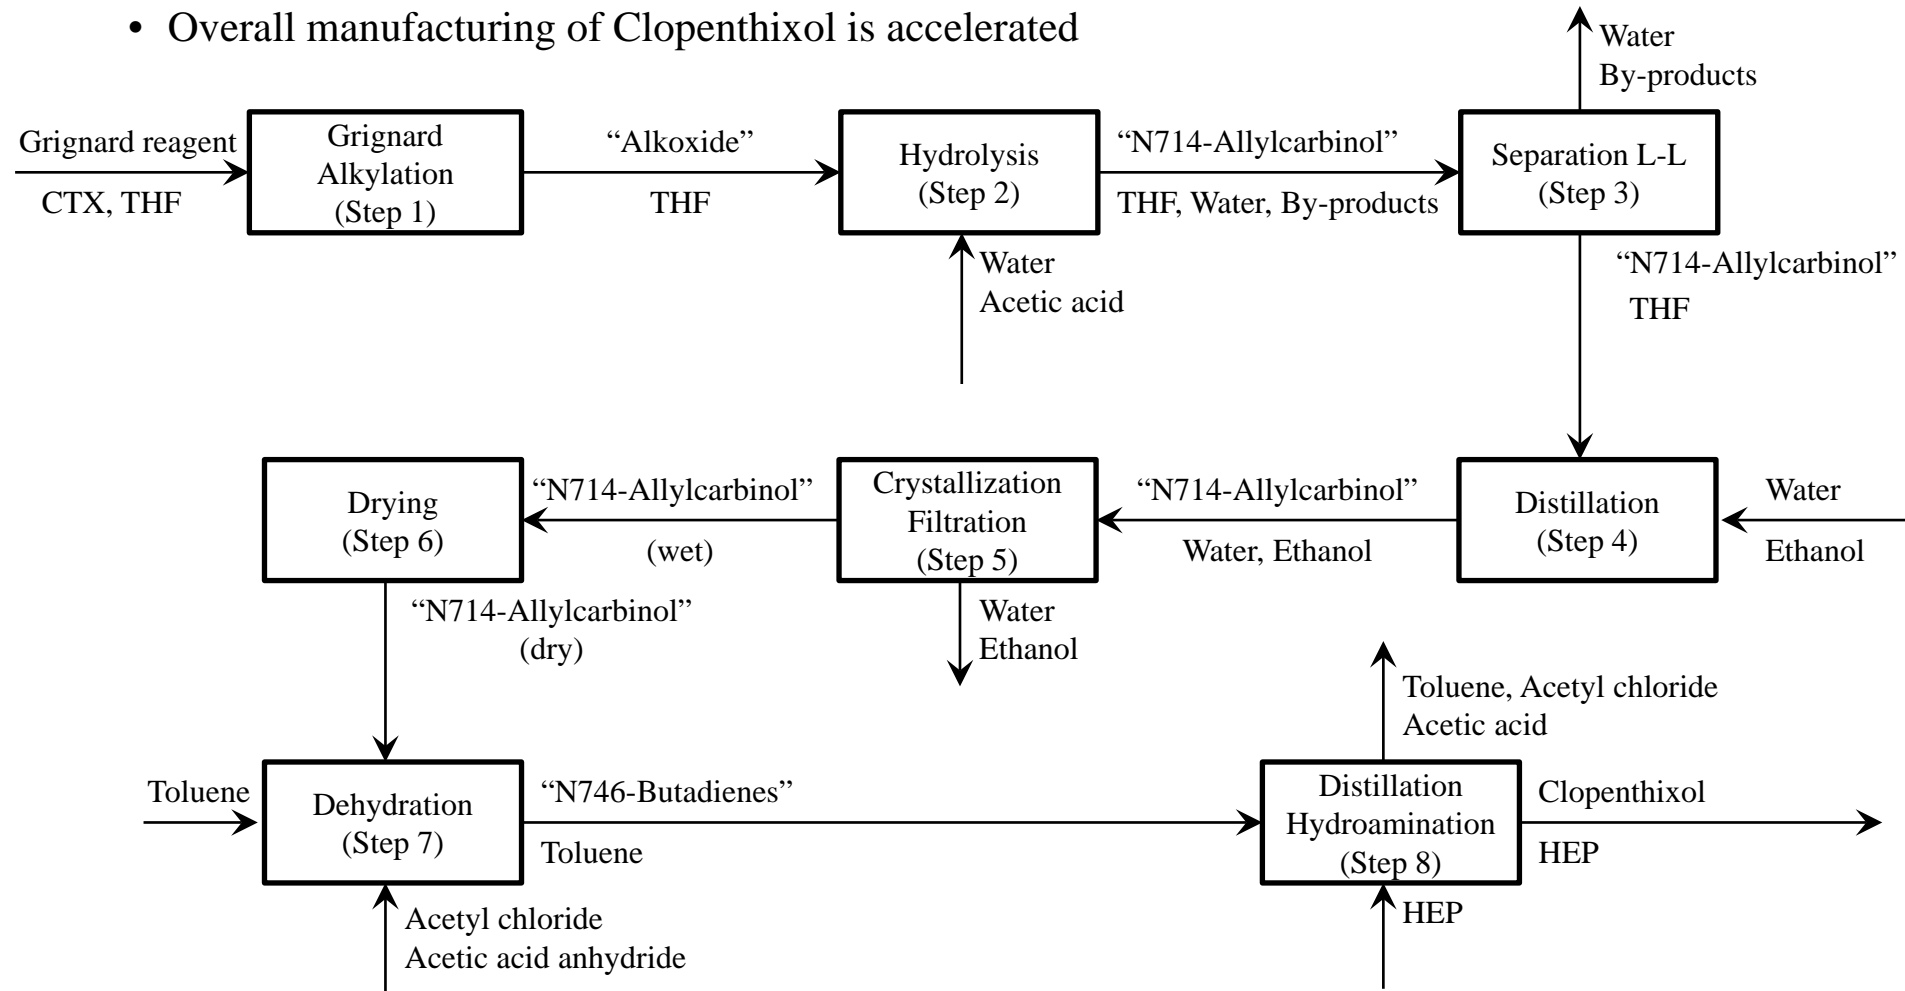 • Overall manufacturing of Clopenthixol is accelerated
Water
By-products
Grignard reagent
CTX, THF
Grignard
Alkylation
(Step 1)
“Alkoxide”
THF
Hydrolysis
(Step 2)
“N714-Allylcarbinol”
THF, Water, By-products
Separation L-L
(Step 3)
Water
Acetic acid
“N714-Allylcarbinol”
THF
Drying
(Step 6)
“N714-Allylcarbinol”
(wet)
Crystallization
Filtration
(Step 5)
“N714-Allylcarbinol”
Water, Ethanol
Distillation
(Step 4)
Water
Ethanol
“N714-Allylcarbinol”
(dry)
Water
Ethanol
Toluene, Acetyl chloride
Acetic acid
Toluene
Dehydration
(Step 7)
“N746-Butadienes”
Toluene
Distillation
Hydroamination
(Step 8)
Clopenthixol
HEP
Acetyl chloride
Acetic acid anhydride
HEP